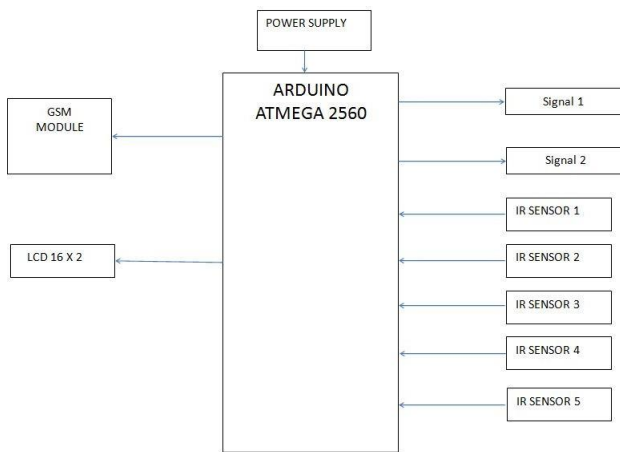 POWER SUPPLY
ARDUINO
ATMEGA 2560
GSM
MODULE
LCD 16 X 2
Signal 1
Signal 2
IR SENSOR 1
IR SENSOR 2
IR SENSOR 3
IR SENSOR 4
IR SENSOR 5